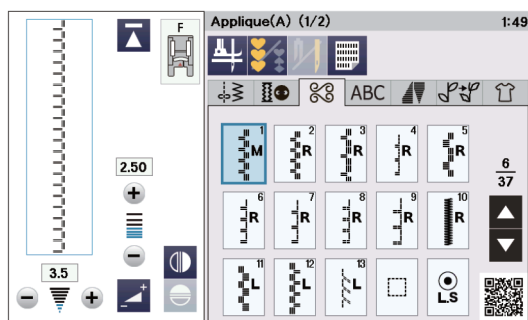 F
Applique(A) (1/2)
1:49
ABC
2.50
3.5
1 M
2 R
3 R
4 R
5 R
6 R
7 R
8 R
9 R
10 R
11 L
12 L
13 L
L.S
6
37